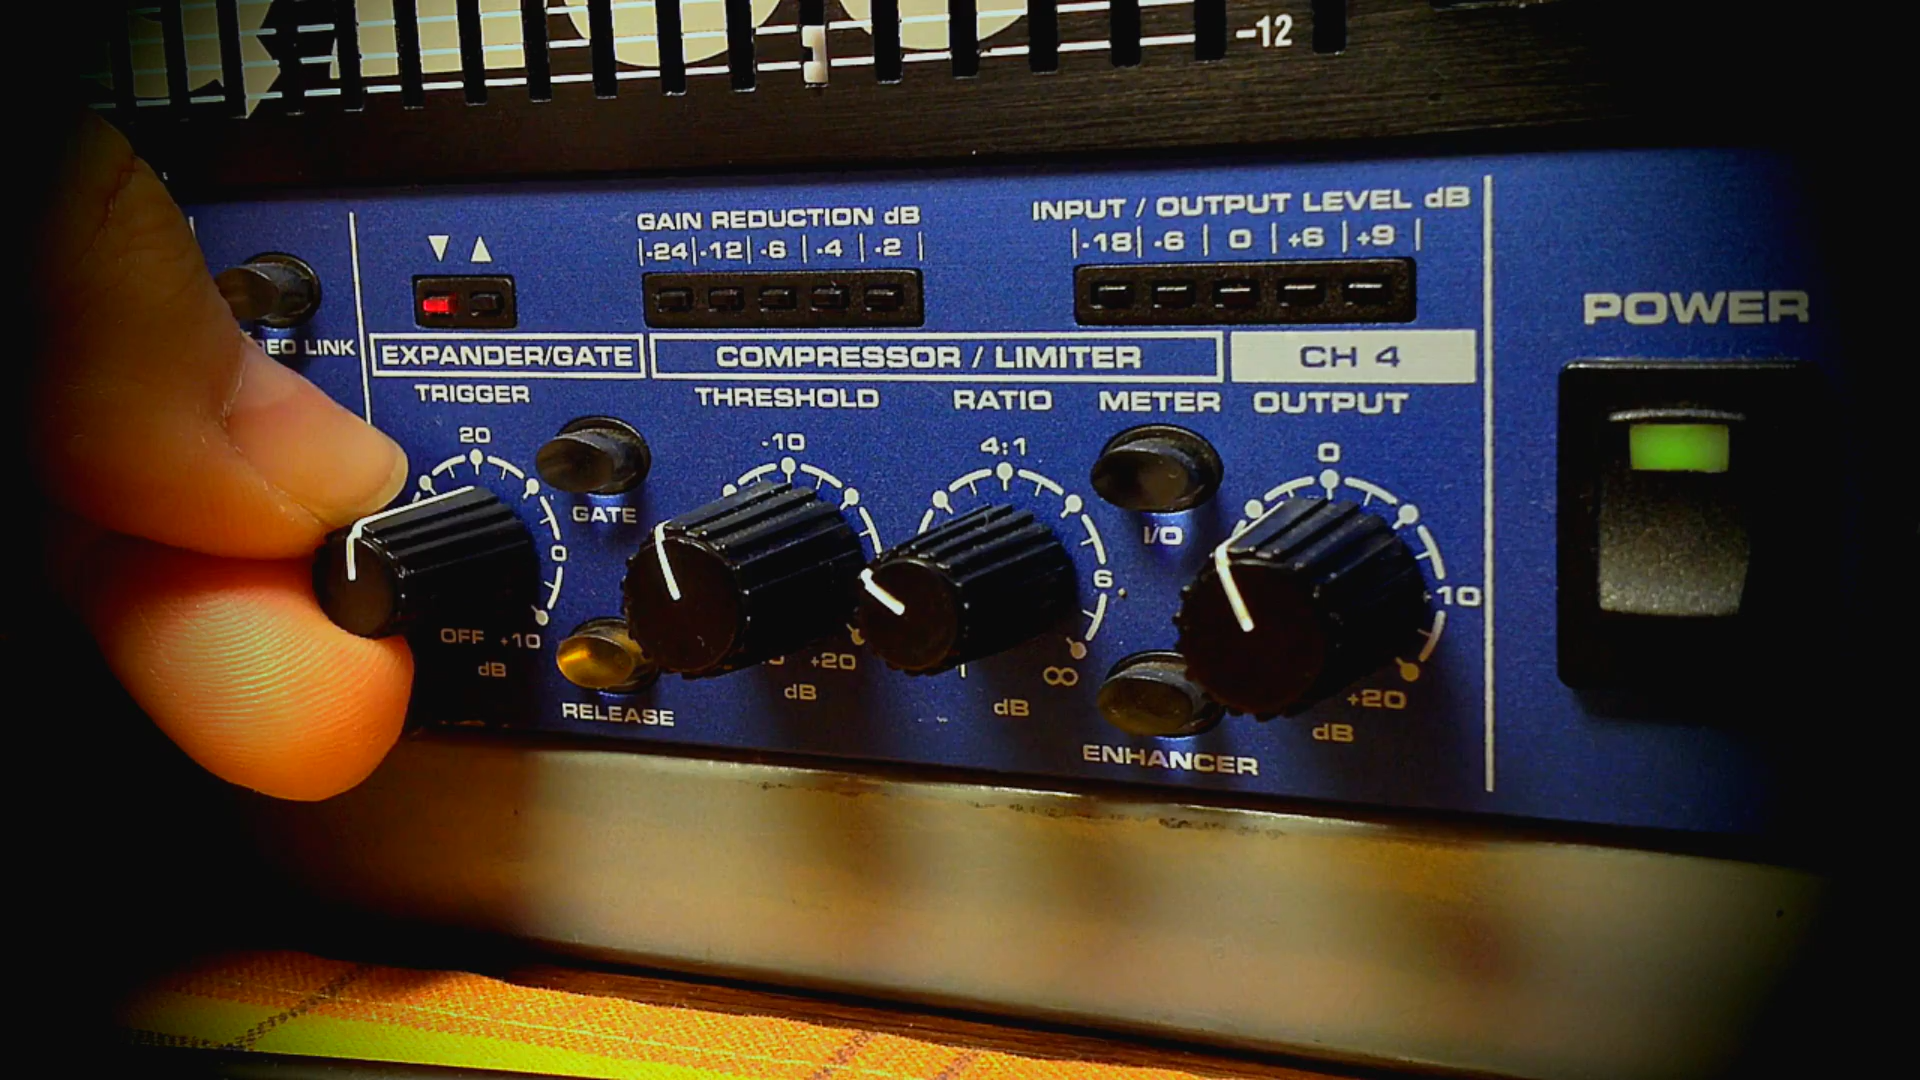 -12
GAIN REDUCTION dB
-24 -12 -6 -4 -2
INPUT / OUTPUT LEVEL dB
-18 -6 0 +6 +9
POWER
EO LINK
EXPANDER/GATE
COMPRESSOR / LIMITER
CH 4
TRIGGER
THRESHOLD
RATIO
METER
OUTPUT
20
-10
4:1
0
GATE
I/O
0
6
-10
OFF +10
dB
+20
dB
1
∞
dB
+20
dB
RELEASE
ENHANCER